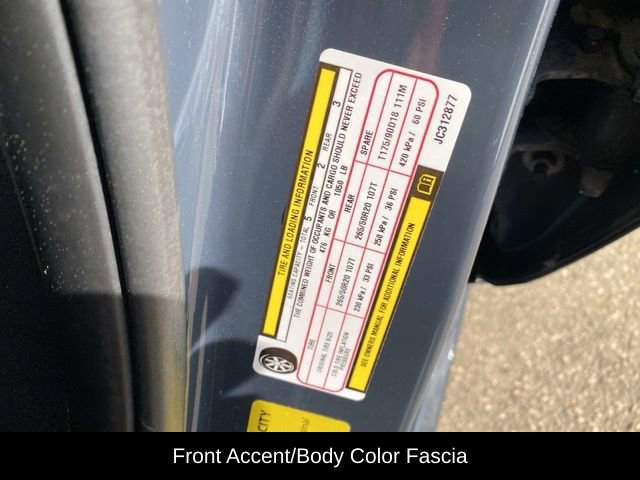 TIRE AND LOADING INFORMATION
SEATING CAPACITY - TOTAL 5 FRONT 2 REAR 3
THE COMBINED WEIGHT OF OCCUPANTS AND CARGO SHOULD NEVER EXCEED
476 KG OR 1050 LB
TIRE FRONT REAR SPARE
ORIGINAL TIRE SIZE 265/50R20 107T 265/50R20 107T T175/90D18 111M
COLD TIRE INFLATION PRESSURE 230 kPa / 33 PSI 250 kPa / 36 PSI 420 kPa / 60 PSI
SEE OWNERS MANUAL FOR ADDITIONAL INFORMATION
JC312877
CITY
Front Accent/Body Color Fascia